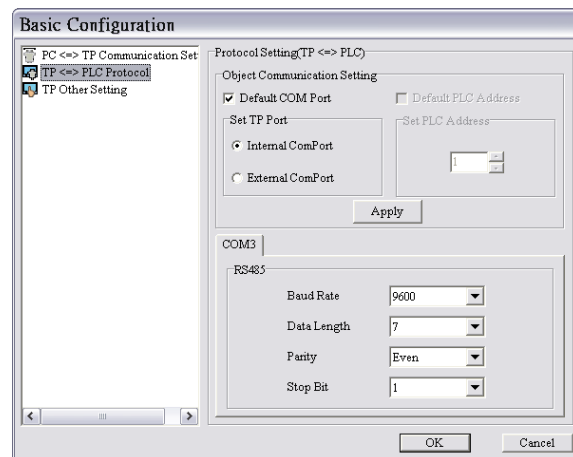 Basic Configuration
PC <=> TP Communication Set
TP <=> PLC Protocol
TP Other Setting
Protocol Setting(TP <=> PLC)
Object Communication Setting
Default COM Port
Default PLC Address
Set TP Port
Internal ComPort
External ComPort
Set PLC Address
1
Apply
COM3
RS485
Baud Rate
9600
Data Length
7
Parity
Even
Stop Bit
1
OK
Cancel